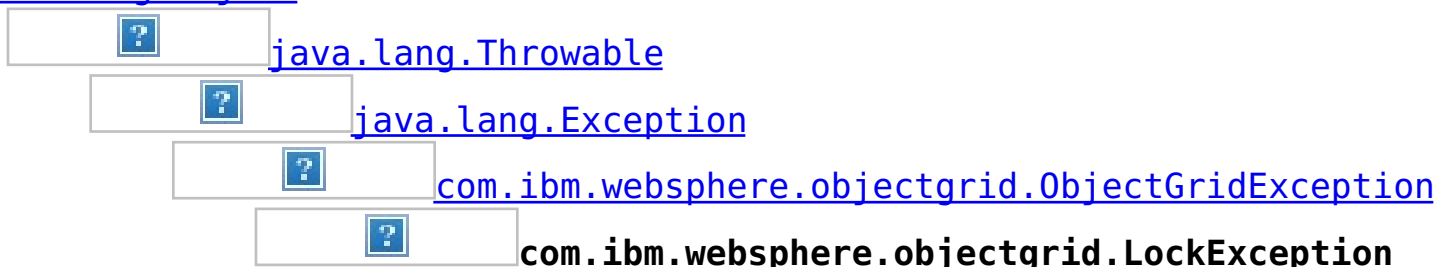 java.lang.Throwable
java.lang.Exception
com.ibm.websphere.objectgrid.ObjectGridException
com.ibm.websphere.objectgrid.LockException